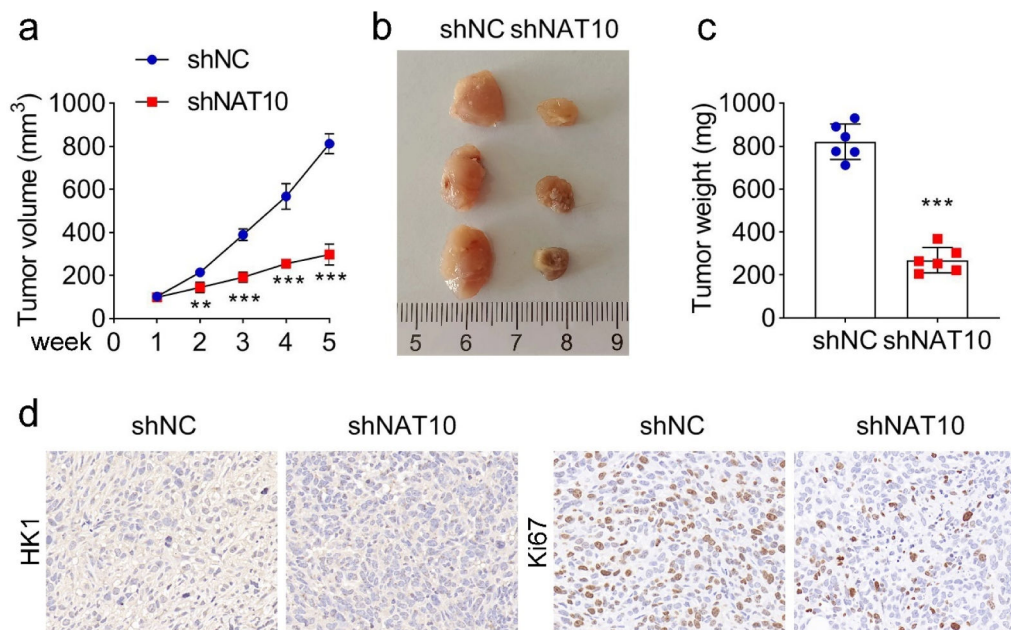 a
shNC
shNAT10
Tumor volume (mm³)
1000
800
600
400
200
0
** *** *** ***
week 0 1 2 3 4 5
b
shNC shNAT10
5 6 7 8 9
c
Tumor weight (mg)
1000
800
600
400
200
0
***
shNC shNAT10
d
shNC shNAT10 shNC shNAT10
HK1
Ki67